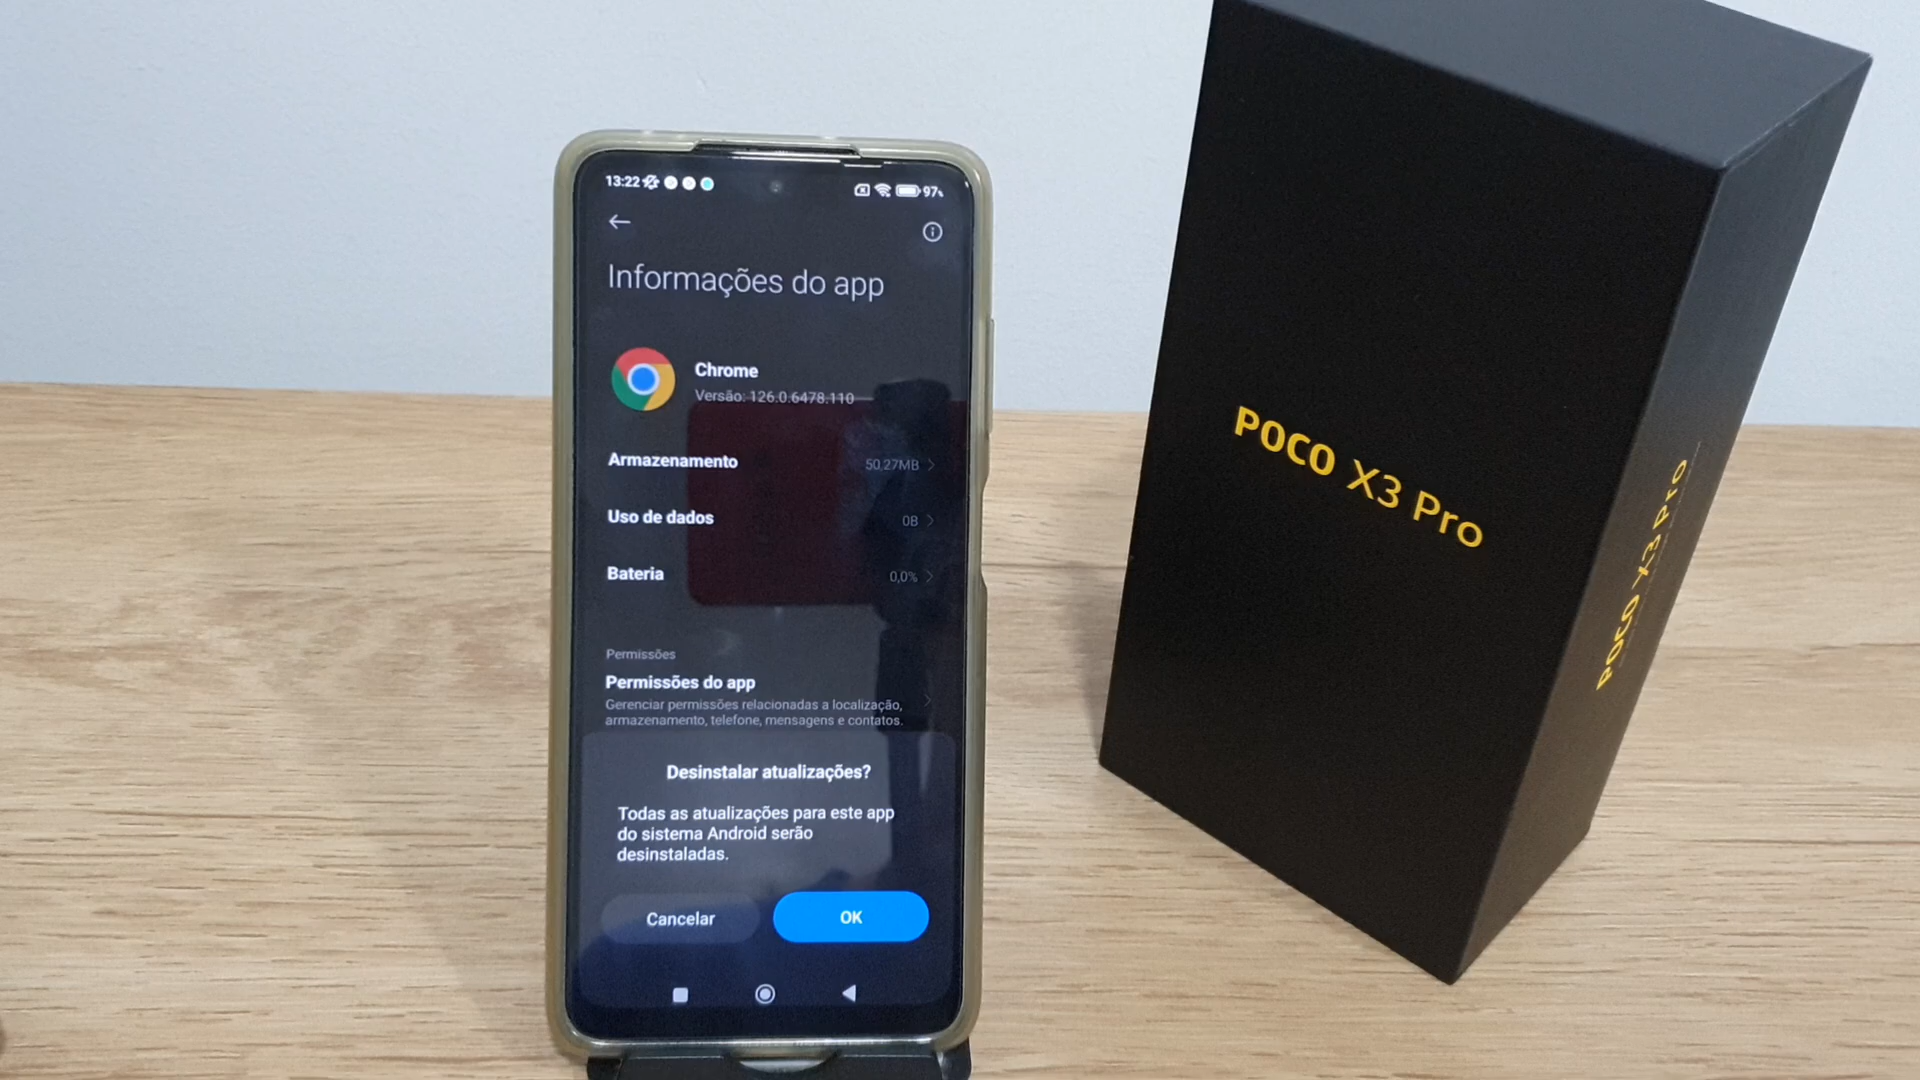 13:22
97%
Informações do app
Chrome
Versão: 126.0.6478.110
Armazenamento
50,27MB
Uso de dados
0B
Bateria
0,0%
Permissões
Permissões do app
Gerenciar permissões relacionadas a localização,
armazenamento, telefone, mensagens e contatos.
Desinstalar atualizações?
Todas as atualizações para este app
do sistema Android serão
desinstaladas.
Cancelar
OK
POCO X3 Pro
POCO X3 Pro